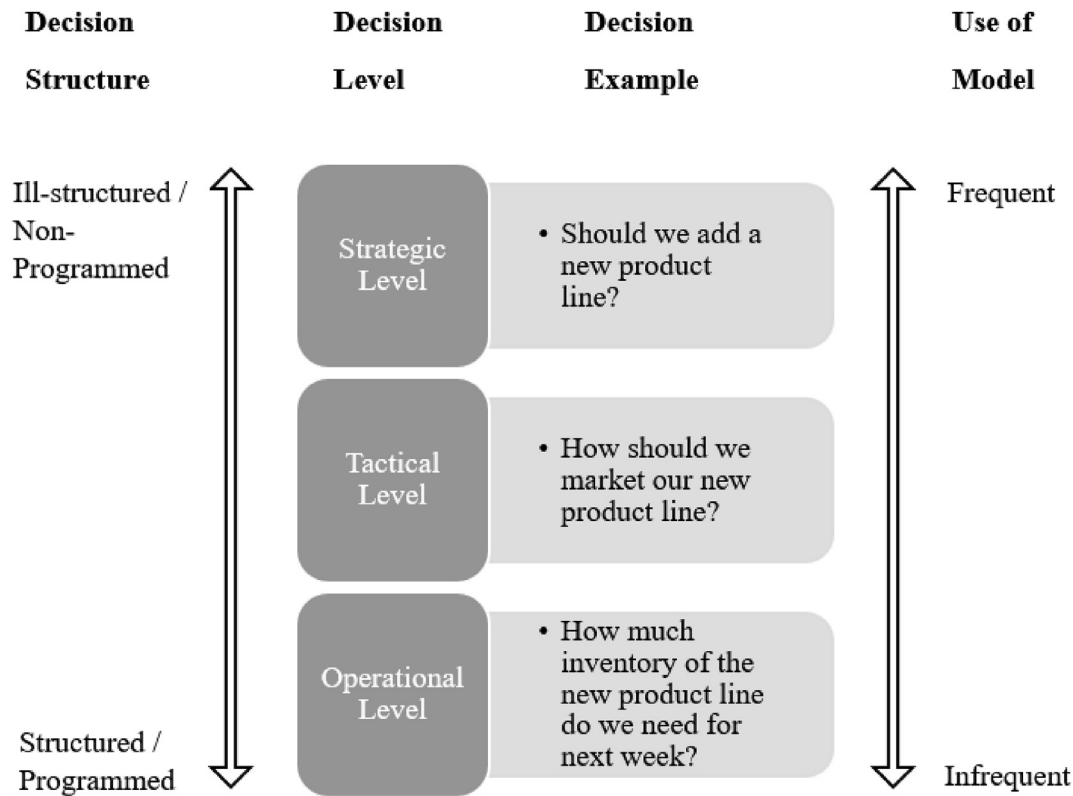 Decision
Structure
Decision
Level
Decision
Example
Use of
Model
Ill-structured /
Non-
Programmed
Strategic
Level
• Should we add a
new product
line?
Frequent
Tactical
Level
• How should we
market our new
product line?
Operational
Level
• How much
inventory of the
new product line
do we need for
next week?
Structured /
Programmed
Infrequent